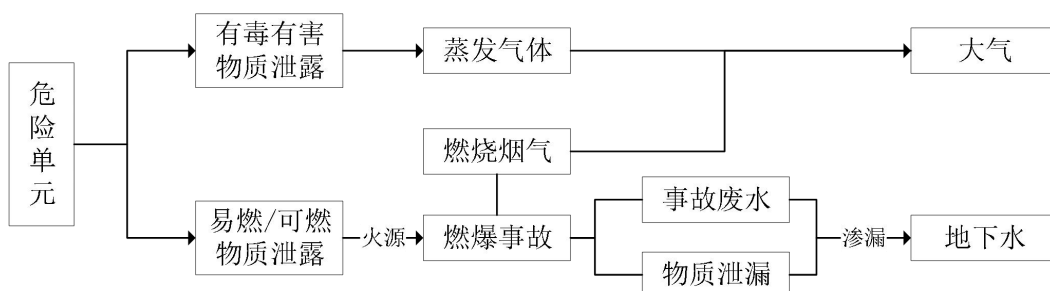 危险单元
有毒有害
物质泄露
蒸发气体
大气
燃烧烟气
易燃/可燃
物质泄露
火源
燃爆事故
事故废水
物质泄漏
渗漏
地下水